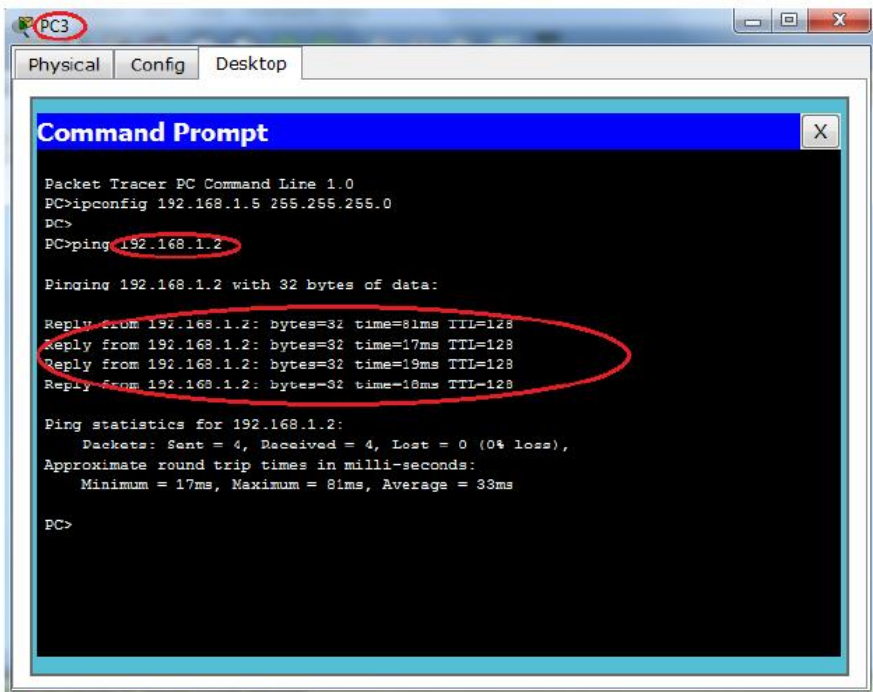 PC3
Physical Config Desktop
Command Prompt X
Packet Tracer PC Command Line 1.0
PC>ipconfig 192.168.1.5 255.255.255.0
PC>
PC>ping 192.168.1.2
Pinging 192.168.1.2 with 32 bytes of data:
Reply from 192.168.1.2: bytes=32 time=81ms TTL=128
Reply from 192.168.1.2: bytes=32 time=17ms TTL=128
Reply from 192.168.1.2: bytes=32 time=19ms TTL=128
Reply from 192.168.1.2: bytes=32 time=18ms TTL=128
Ping statistics for 192.168.1.2:
Packets: Sent = 4, Received = 4, Lost = 0 (0% loss),
Approximate round trip times in milli-seconds:
Minimum = 17ms, Maximum = 81ms, Average = 33ms
PC>